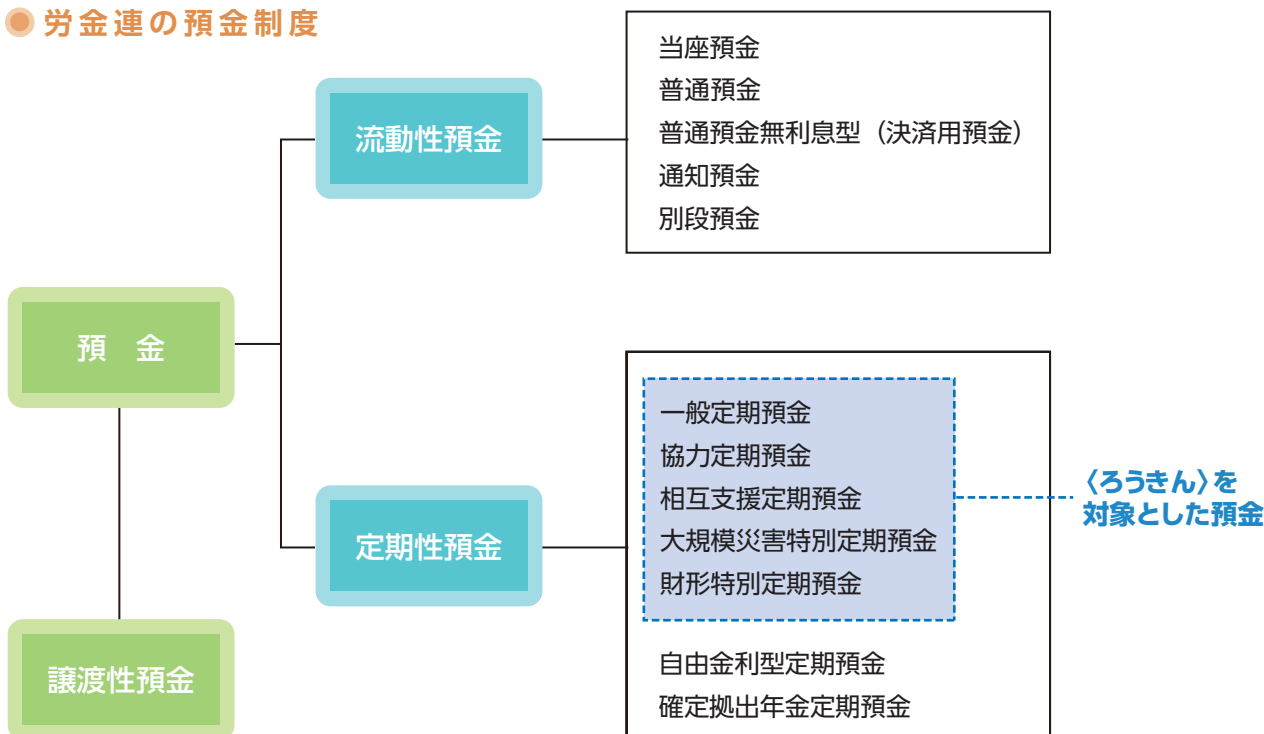 労金連の預金制度
当座預金
普通預金
普通預金無利息型（決済用預金）
通知預金
別段預金
流動性預金
預　金
一般定期預金
協力定期預金
相互支援定期預金
大規模災害特別定期預金
財形特別定期預金
〈ろうきん〉を
対象とした預金
定期性預金
自由金利型定期預金
確定拠出年金定期預金
譲渡性預金